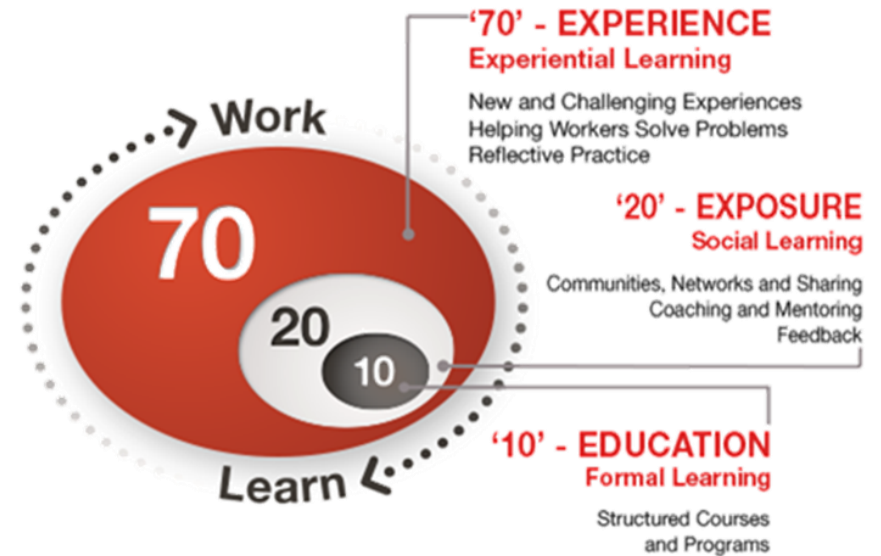 Work
70
20
10
Learn
‘70’ - EXPERIENCE
Experiential Learning
New and Challenging Experiences
Helping Workers Solve Problems
Reflective Practice
‘20’ - EXPOSURE
Social Learning
Communities, Networks and Sharing
Coaching and Mentoring
Feedback
‘10’ - EDUCATION
Formal Learning
Structured Courses
and Programs